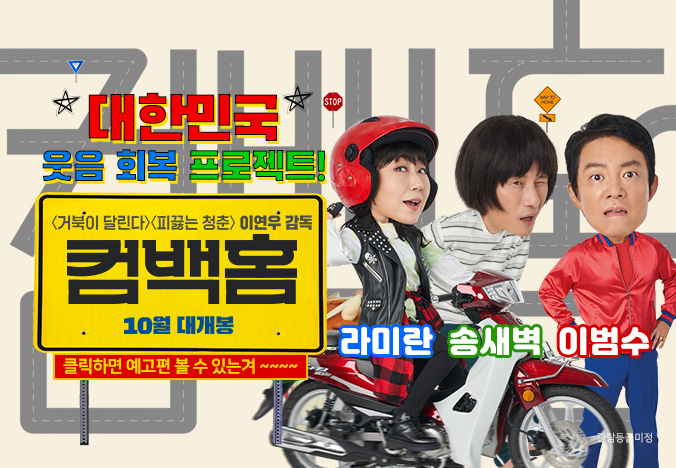 대한민국
웃음 회복 프로젝트!
<거북이 달린다><피끓는 청춘> 이연우 감독
컴백홈
10월 대개봉
클릭하면 예고편 볼 수 있는겨 ~~~~
STOP
WAY TO
HOME
라미란 송새벽 이범수